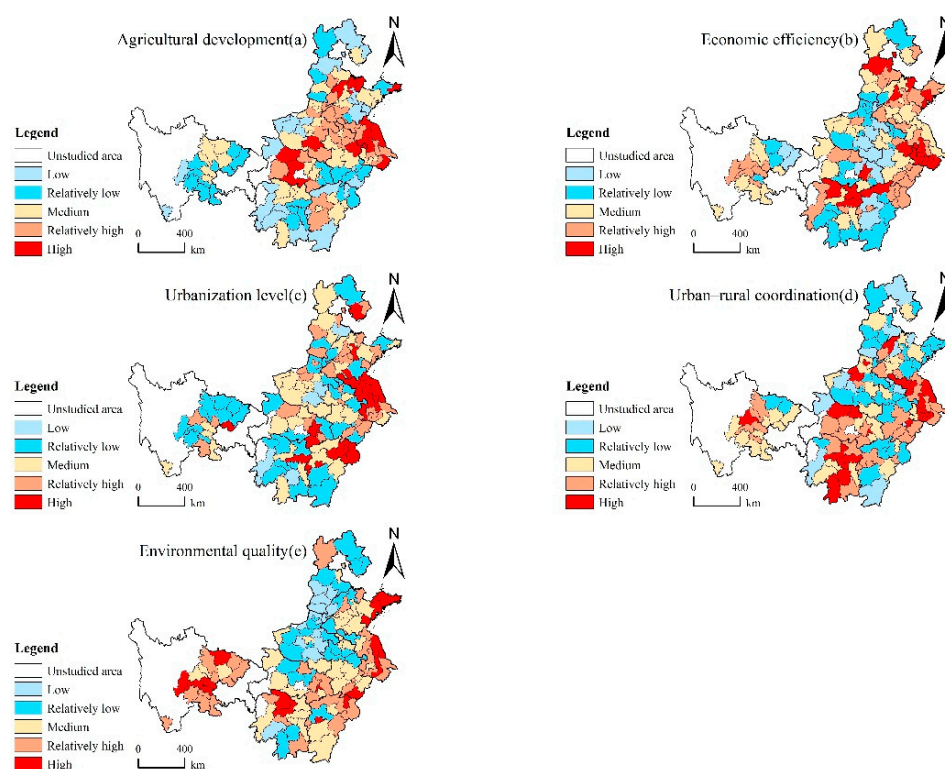 Agricultural development(a)
N
Legend
Unstudied area
Low
Relatively low
Medium
Relatively high
High
0 400
km
Economic efficiency(b)
N
Legend
Unstudied area
Low
Relatively low
Medium
Relatively high
High
0 400
km
Urbanization level(c)
N
Legend
Unstudied area
Low
Relatively low
Medium
Relatively high
High
0 400
km
Urban–rural coordination(d)
N
Legend
Unstudied area
Low
Relatively low
Medium
Relatively high
High
0 400
km
Environmental quality(e)
N
Legend
Unstudied area
Low
Relatively low
Medium
Relatively high
High
0 400
km